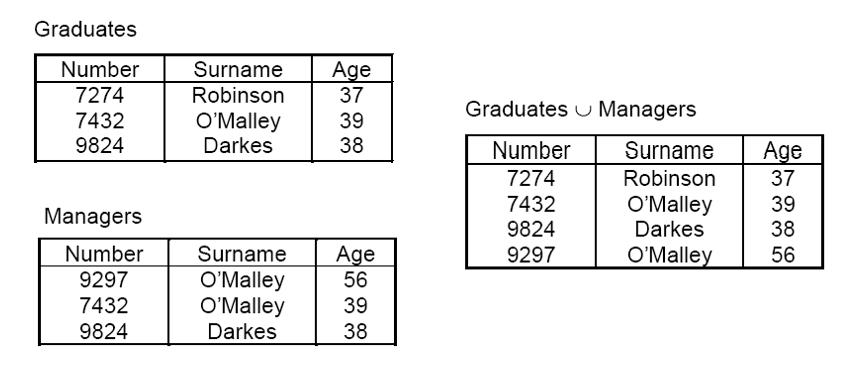 Graduates
Number Surname Age
7274 Robinson 37
7432 O’Malley 39
9824 Darkes 38
Managers
Number Surname Age
9297 O’Malley 56
7432 O’Malley 39
9824 Darkes 38
Graduates ∪ Managers
Number Surname Age
7274 Robinson 37
7432 O’Malley 39
9824 Darkes 38
9297 O’Malley 56